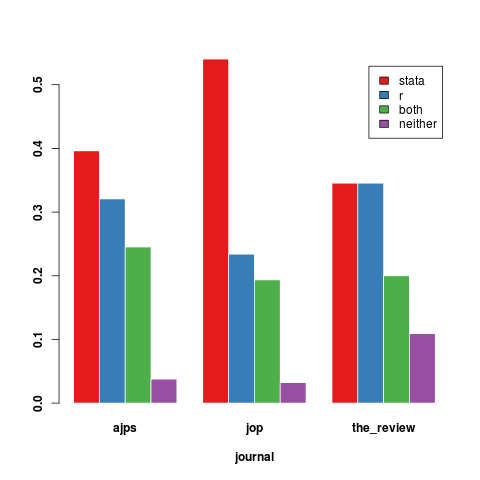 stata
r
both
neither
0.5
0.4
0.3
0.2
0.1
0.0
ajps jop the_review
journal